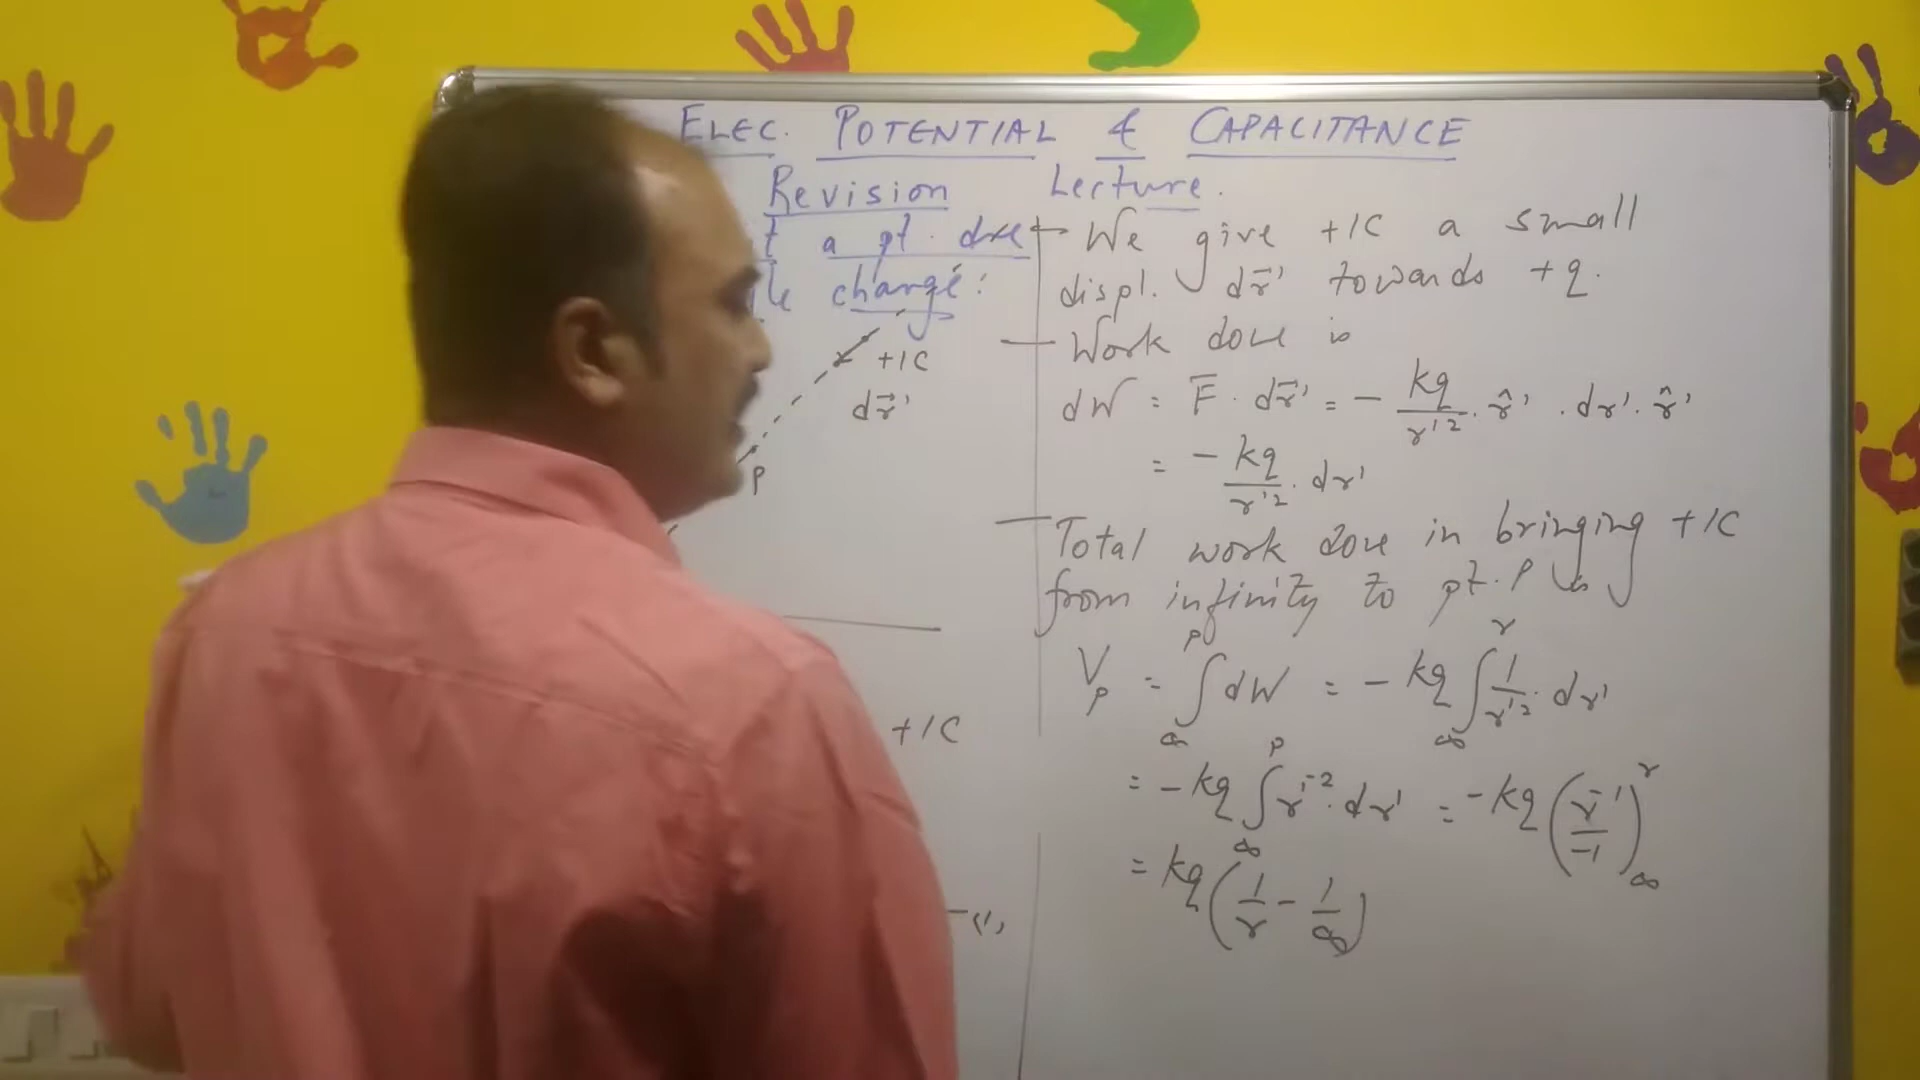 ELEC. POTENTIAL & CAPACITANCE
Revision Lecture.
a pt. due
charge:
+1C
dr⃗'
P
+1C
(1)
We give +1C a small
displ. dr⃗' towards +q.
Work done is
dW = F⃗ . dr⃗' = - kq/r'² . r̂' . dr' . r̂'
= - kq/r'² . dr'
Total work done in bringing +1C
from infinity to pt. P is
V_P = ∫_∞^P dW = - kq ∫_∞^r 1/r'² . dr'
= - kq ∫_∞^P r'⁻² . dr' = - kq (r⁻¹/-1)_∞^r
= kq (1/r - 1/∞)